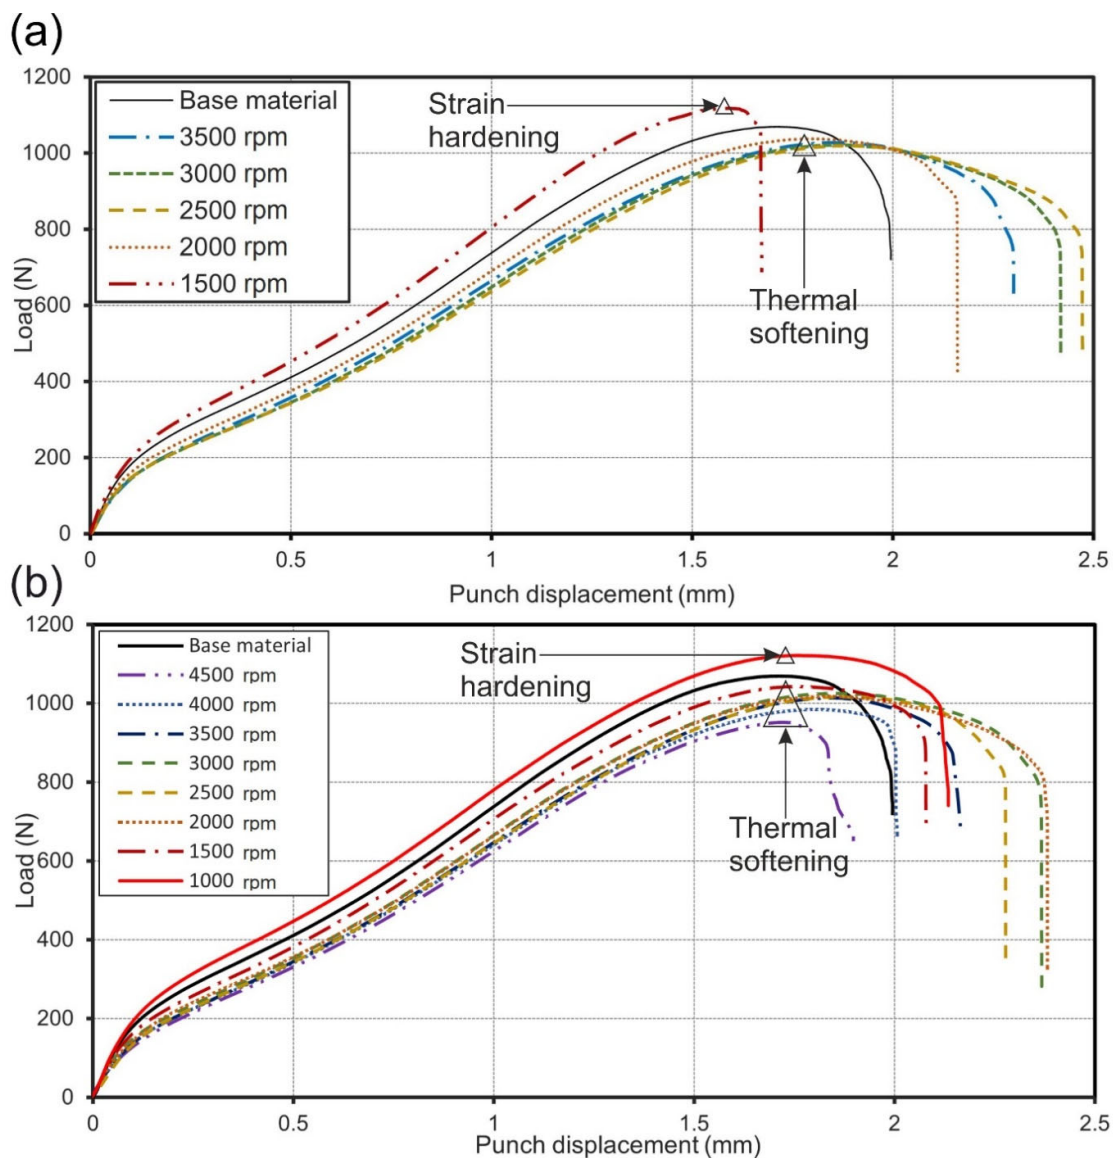 (a)
1200
1000
800
600
400
200
0
Load (N)
Base material
3500 rpm
3000 rpm
2500 rpm
2000 rpm
1500 rpm
Strain
hardening
Thermal
softening
0 0.5 1 1.5 2 2.5
Punch displacement (mm)
(b)
1200
1000
800
600
400
200
0
Load (N)
Base material
4500 rpm
4000 rpm
3500 rpm
3000 rpm
2500 rpm
2000 rpm
1500 rpm
1000 rpm
Strain
hardening
Thermal
softening
0 0.5 1 1.5 2 2.5
Punch displacement (mm)